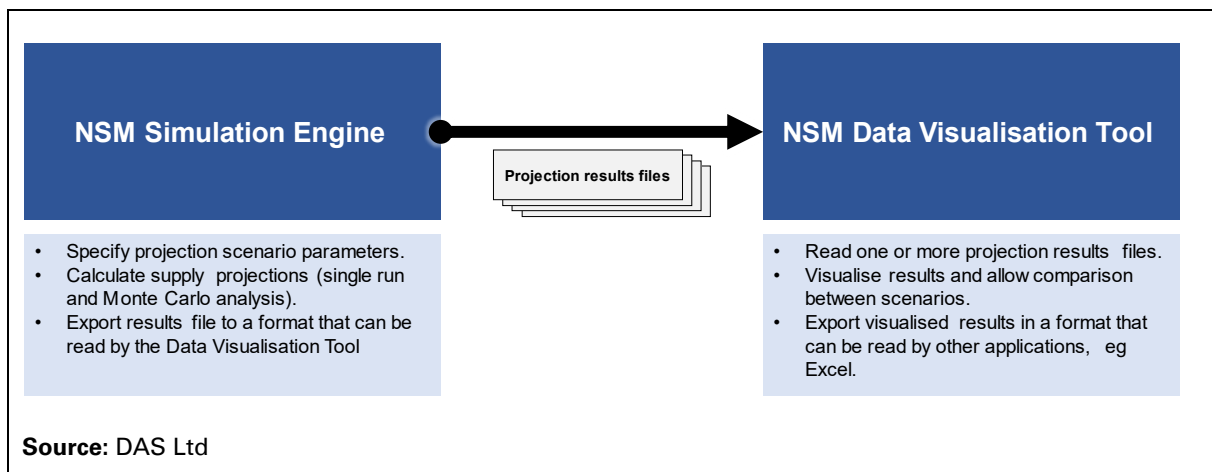 NSM Simulation Engine
Projection results files
NSM Data Visualisation Tool
• Specify projection scenario parameters.
• Calculate supply projections (single run
and Monte Carlo analysis).
• Export results file to a format that can be
read by the Data Visualisation Tool
• Read one or more projection results files.
• Visualise results and allow comparison
between scenarios.
• Export visualised results in a format that
can be read by other applications, eg
Excel.
Source: DAS Ltd